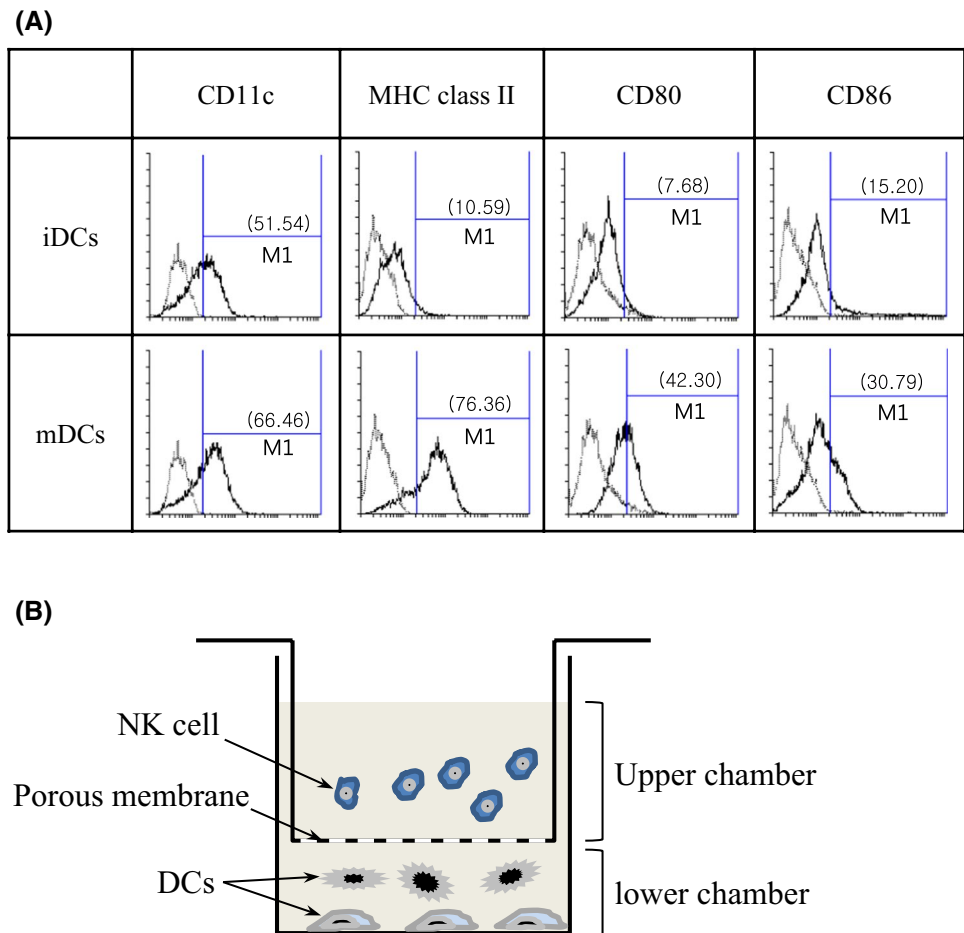 (A)
CD11c MHC class II CD80 CD86
iDCs (51.54) M1 (10.59) M1 (7.68) M1 (15.20) M1
mDCs (66.46) M1 (76.36) M1 (42.30) M1 (30.79) M1
(B)
NK cell
Upper chamber
Porous membrane
DCs
lower chamber